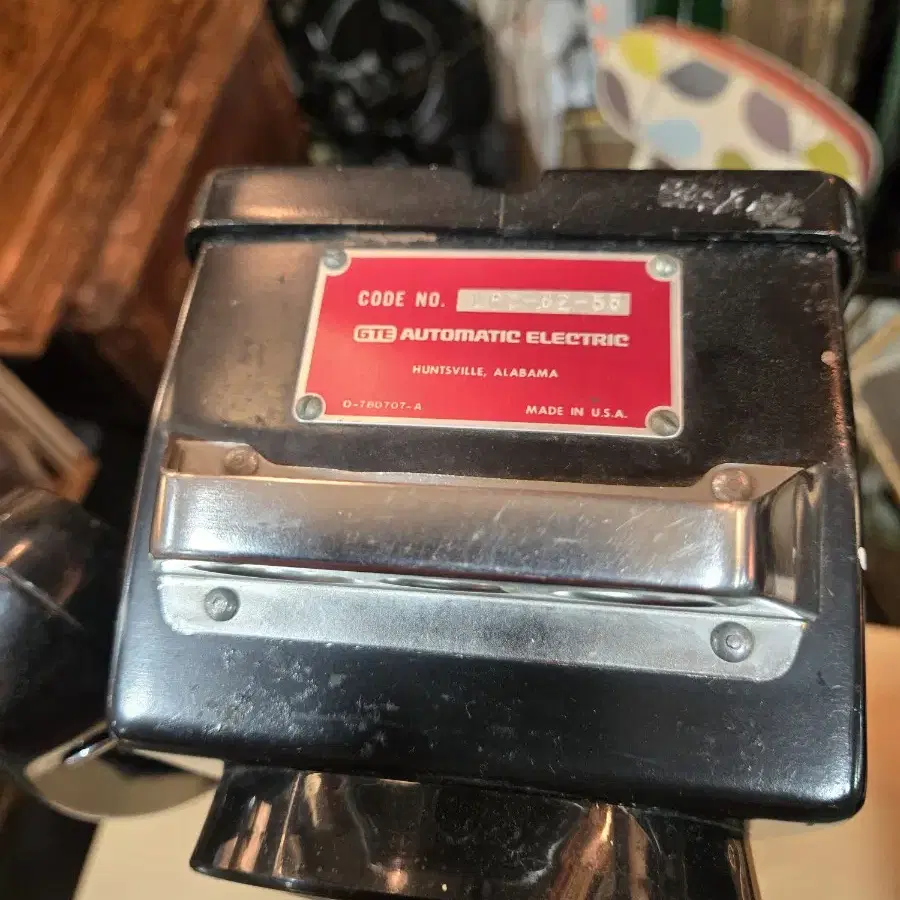 CODE NO.
GTE AUTOMATIC ELECTRIC
HUNTSVILLE, ALABAMA
D-780707-A MADE IN U.S.A.